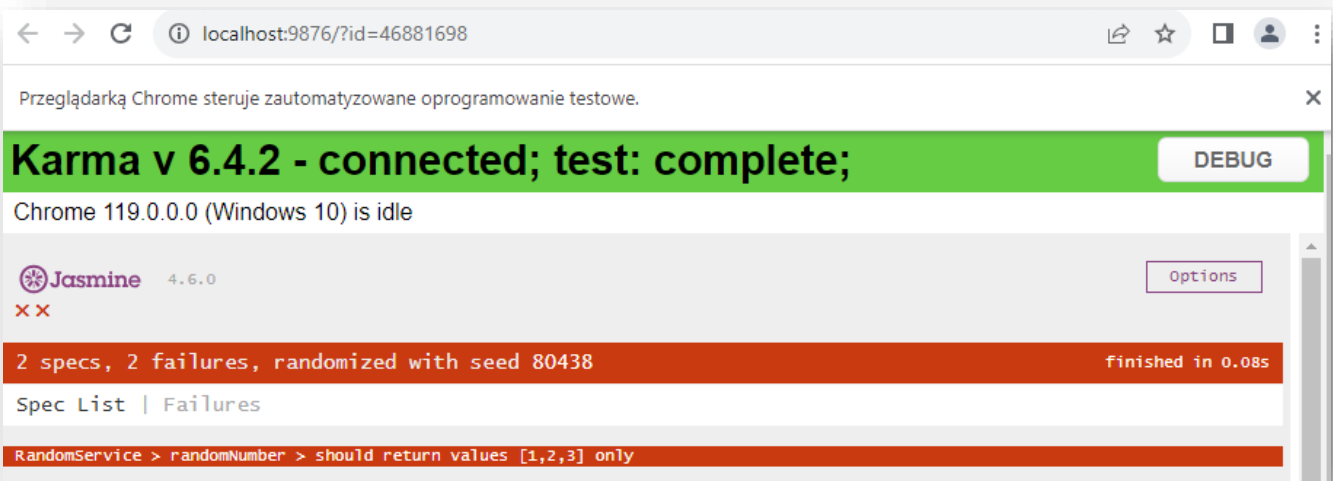 localhost:9876/?id=46881698
Przeglądarką Chrome steruje zautomatyzowane oprogramowanie testowe.
Karma v 6.4.2 - connected; test: complete;
DEBUG
Chrome 119.0.0.0 (Windows 10) is idle
Jasmine 4.6.0
Options
××
2 specs, 2 failures, randomized with seed 80438
finished in 0.08s
Spec List | Failures
RandomService > randomNumber > should return values [1,2,3] only